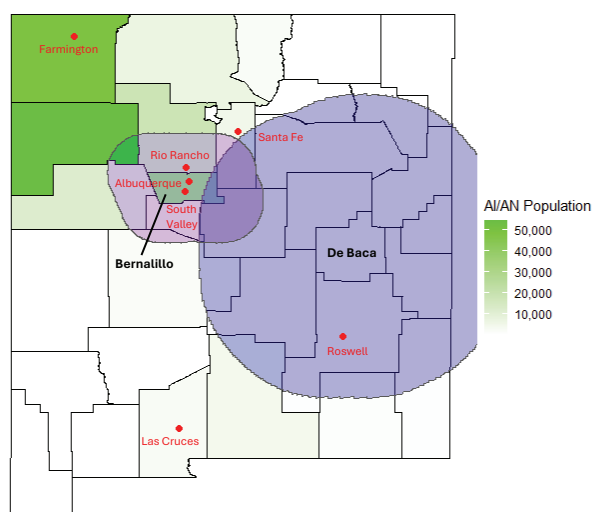 Farmington
Santa Fe
Rio Rancho
Albuquerque
South
Valley
Bernalillo
De Baca
Roswell
Las Cruces
AI/AN Population
50,000
40,000
30,000
20,000
10,000